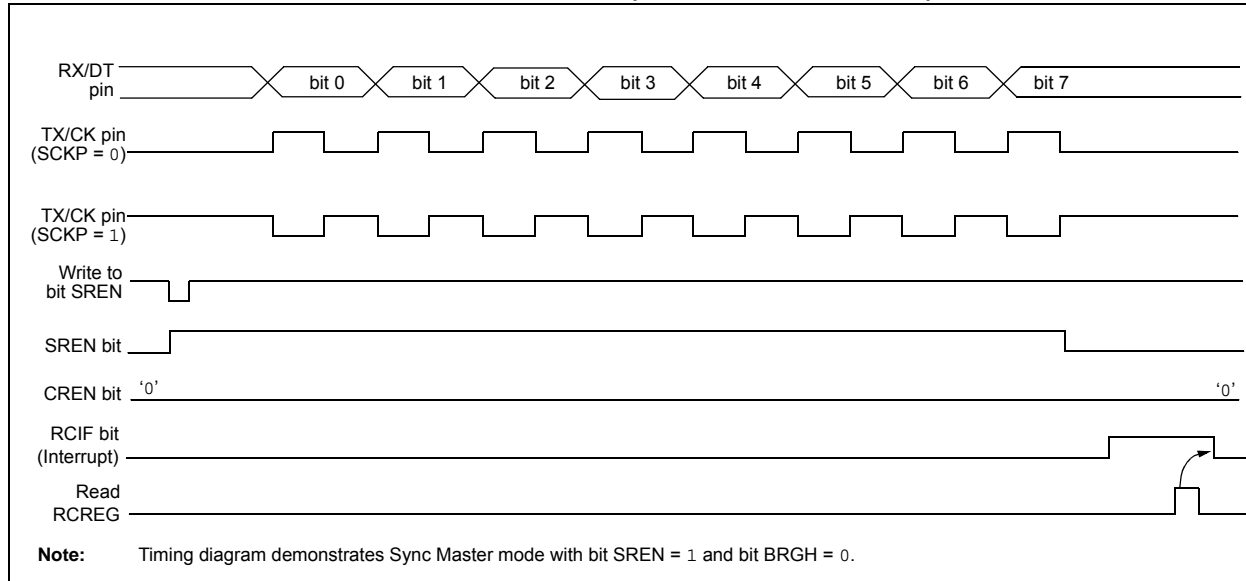 RX/DT
pin
bit 0 bit 1 bit 2 bit 3 bit 4 bit 5 bit 6 bit 7
TX/CK pin
(SCKP = 0)
TX/CK pin
(SCKP = 1)
Write to
bit SREN
SREN bit
CREN bit ‘0’ ‘0’
RCIF bit
(Interrupt)
Read
RCREG
Note: Timing diagram demonstrates Sync Master mode with bit SREN = 1 and bit BRGH = 0.